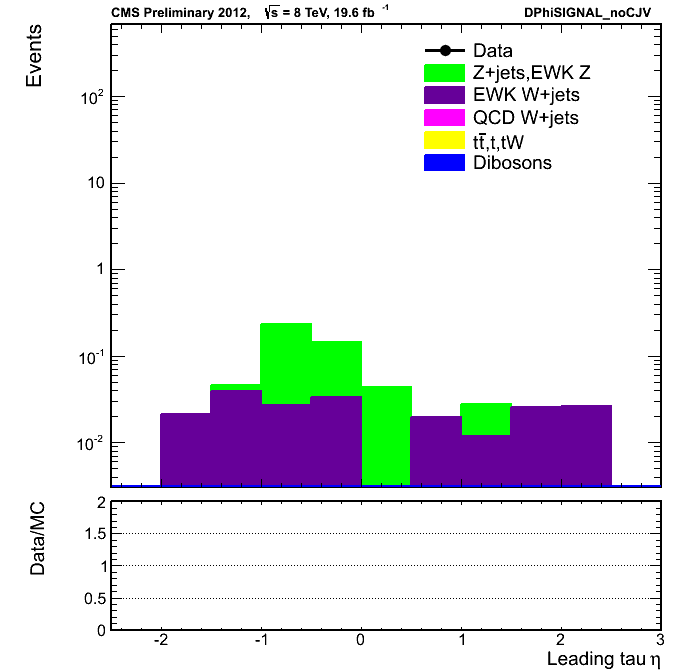 CMS Preliminary 2012, √s = 8 TeV, 19.6 fb⁻¹ DPhiSIGNAL_noCJV
Events
Data
Z+jets,EWK Z
EWK W+jets
QCD W+jets
tt̅,t,tW
Dibosons
10²
10
1
10⁻¹
10⁻²
Data/MC
2
1.5
1
0.5
0
-2 -1 0 1 2 3
Leading tau η